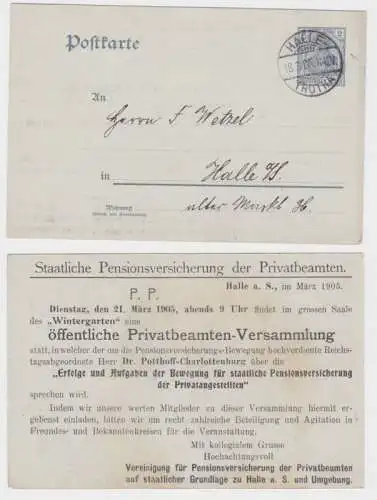 Postkarte
HALLE
TROTHA
An
Herrn F Wetzel
in Halle a/S.
alter Markt
Wohnung
Staatliche Pensionsversicherung der Privatbeamten.
Halle a. S., im März 1905.
P. P.
Dienstag, den 21. März 1905, abends 9 Uhr findet im grossen Saale
des „Wintergarten“ eine
öffentliche Privatbeamten-Versammlung
statt, in welcher der um die Pensionsversicherungs-Bewegung hochverdiente Reichs-
tagsabgeordnete Herr Dr. Potthoff-Charlottenburg über die
„Erfolge und Aufgaben der Bewegung für staatliche Pensionsversicherung
der Privatangestellten“
sprechen wird.
Indem wir unsere werten Mitglieder zu dieser Versammlung hiermit er-
gebenst einladen, bitten wir um recht zahlreiche Beteiligung und Agitation in
Freundes- und Bekanntenkreisen für die Veranstaltung.
Mit kollegialem Grusse
Hochachtungsvoll
Vereinigung für Pensionsversicherung der Privatbeamten
auf staatlicher Grundlage zu Halle a. S. und Umgebung.